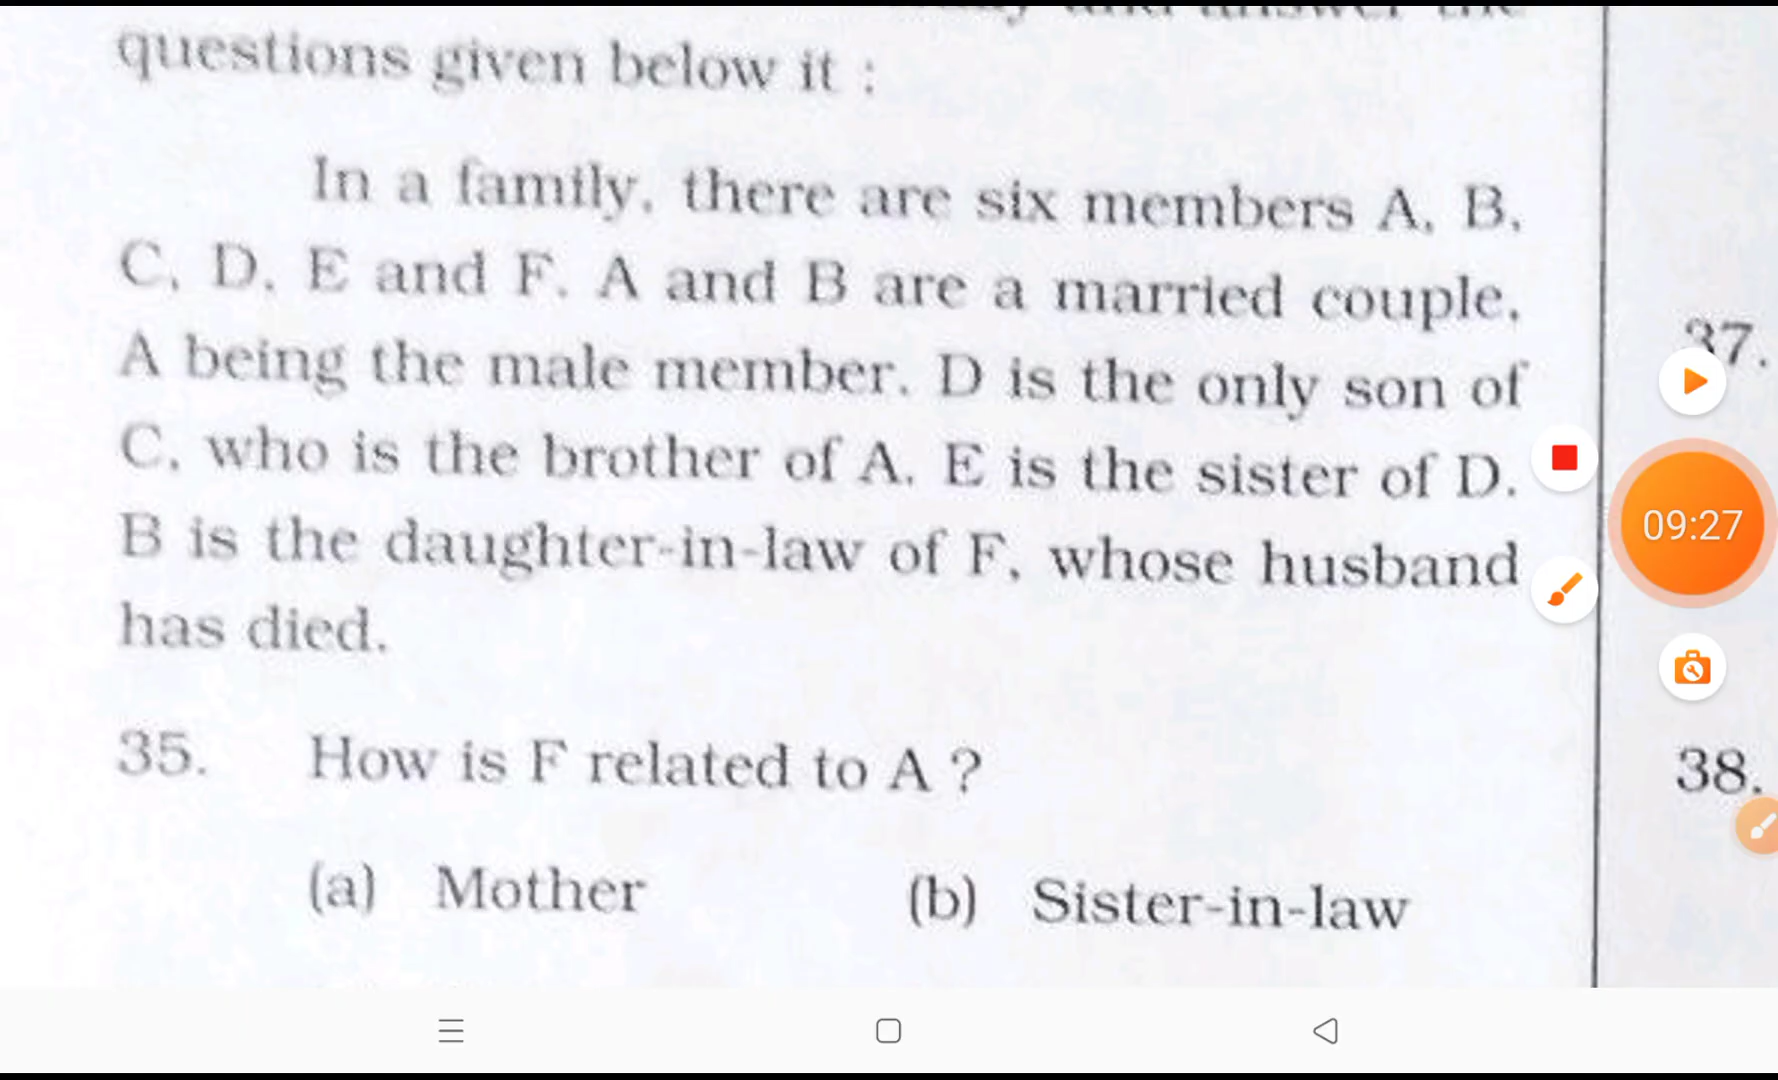 questions given below it :
In a family, there are six members A, B,
C, D, E and F. A and B are a married couple,
A being the male member. D is the only son of
C, who is the brother of A. E is the sister of D.
B is the daughter-in-law of F, whose husband
has died.
35. How is F related to A ?
(a) Mother (b) Sister-in-law
37.
09:27
38.